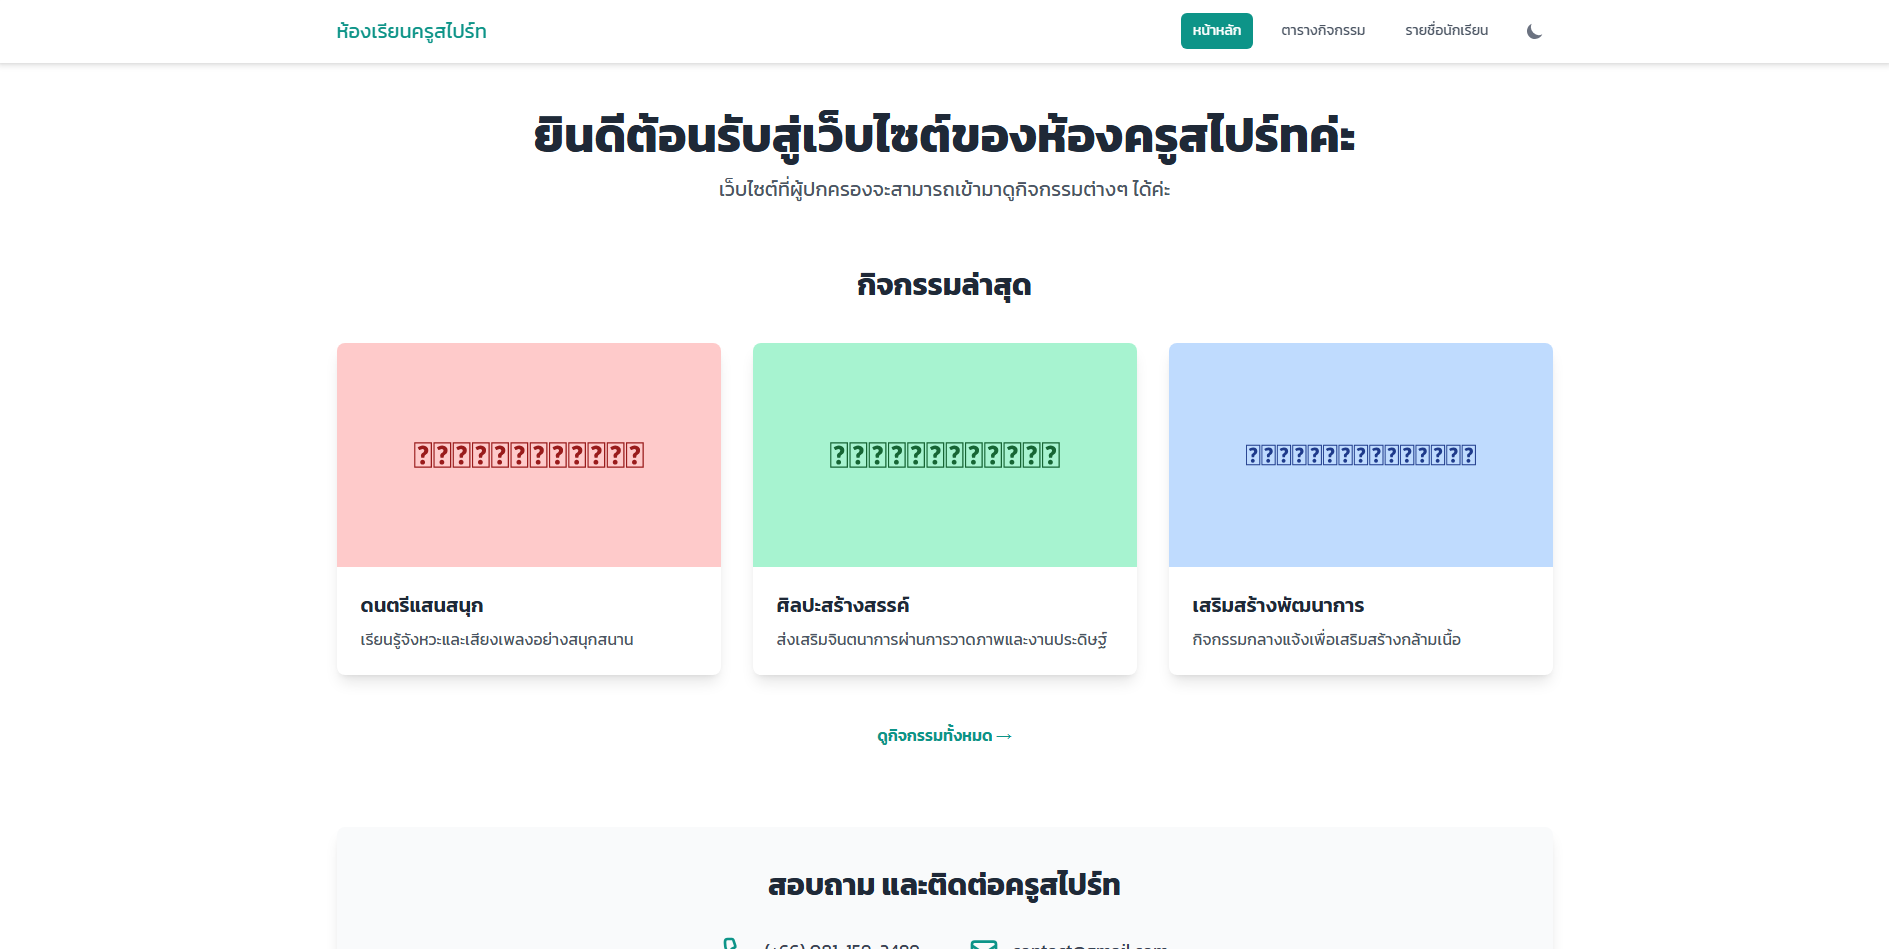 ห้องเรียนครูสไปร์ท
หน้าหลัก
ตารางกิจกรรม
รายชื่อนักเรียน
ยินดีต้อนรับสู่เว็บไซต์ของห้องครูสไปร์ทค่ะ
เว็บไซต์ที่ผู้ปกครองจะสามารถเข้ามาดูกิจกรรมต่างๆ ได้ค่ะ
กิจกรรมล่าสุด
ดนตรีแสนสนุก
เรียนรู้จังหวะและเสียงเพลงอย่างสนุกสนาน
ศิลปะสร้างสรรค์
ส่งเสริมจินตนาการผ่านการวาดภาพและงานประดิษฐ์
เสริมสร้างพัฒนาการ
กิจกรรมกลางแจ้งเพื่อเสริมสร้างกล้ามเนื้อ
ดูกิจกรรมทั้งหมด →
สอบถาม และติดต่อครูสไปร์ท